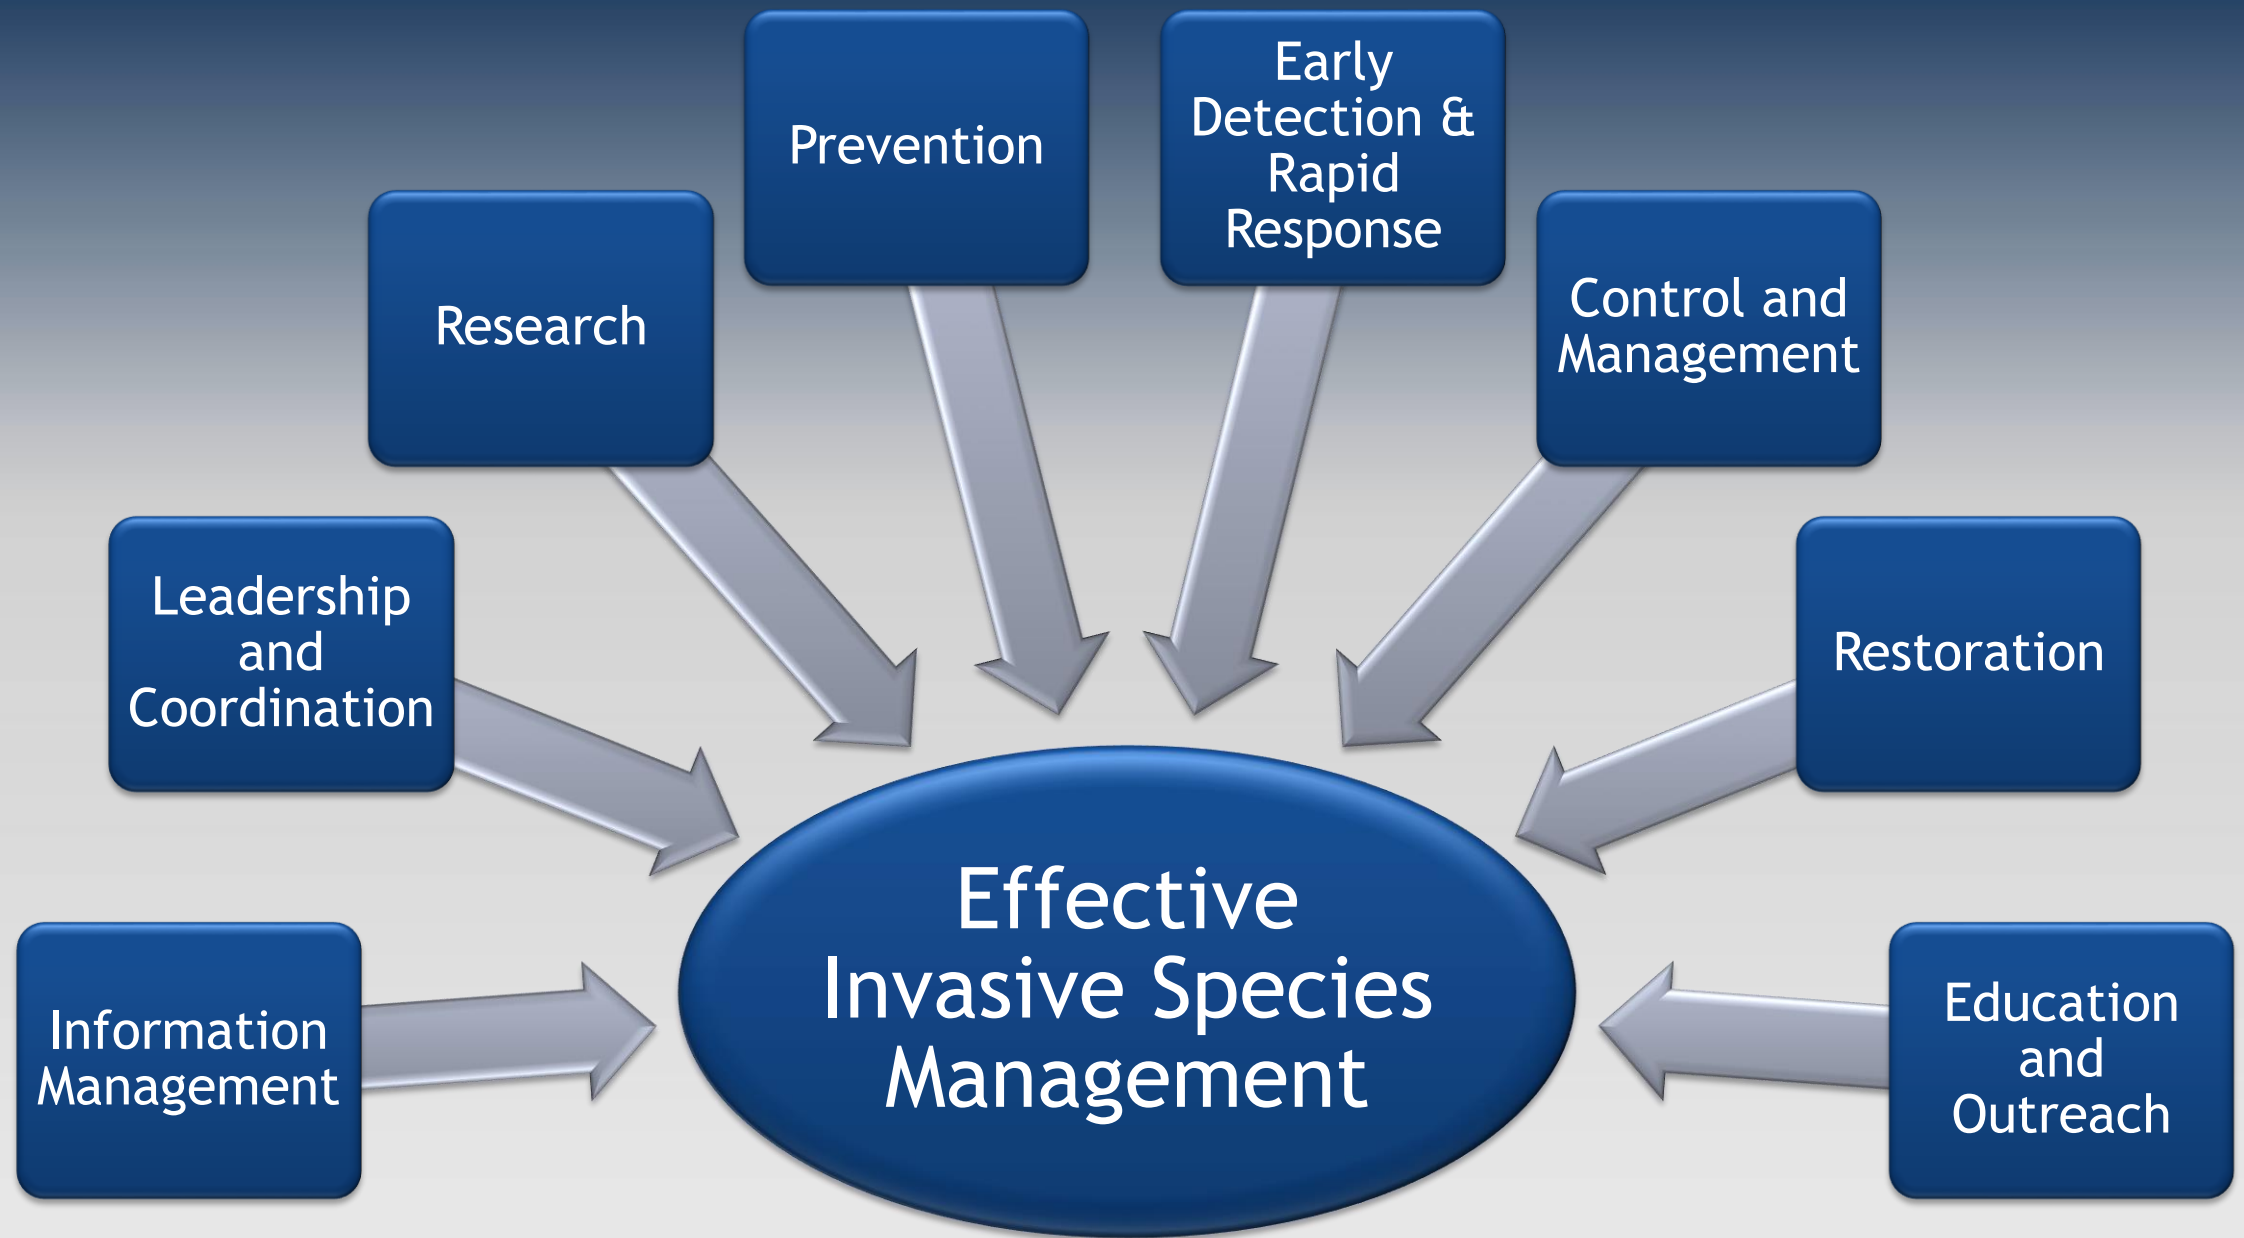 Prevention
Early
Detection &
Rapid
Response
Research
Control and
Management
Leadership
and
Coordination
Restoration
Information
Management
Effective
Invasive Species
Management
Education
and
Outreach